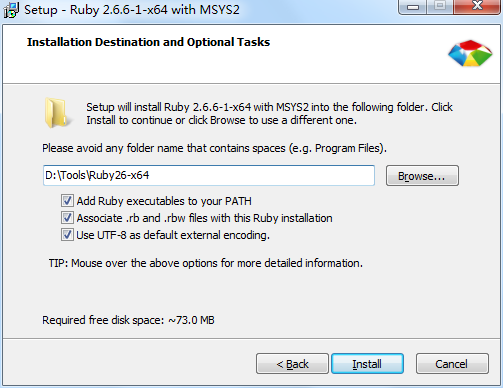 Setup - Ruby 2.6.6-1-x64 with MSYS2
Installation Destination and Optional Tasks
Setup will install Ruby 2.6.6-1-x64 with MSYS2 into the following folder. Click
Install to continue or click Browse to use a different one.
Please avoid any folder name that contains spaces (e.g. Program Files).
D:\Tools\Ruby26-x64
Browse...
Add Ruby executables to your PATH
Associate .rb and .rbw files with this Ruby installation
Use UTF-8 as default external encoding.
TIP: Mouse over the above options for more detailed information.
Required free disk space: ~73.0 MB
< Back
Install
Cancel